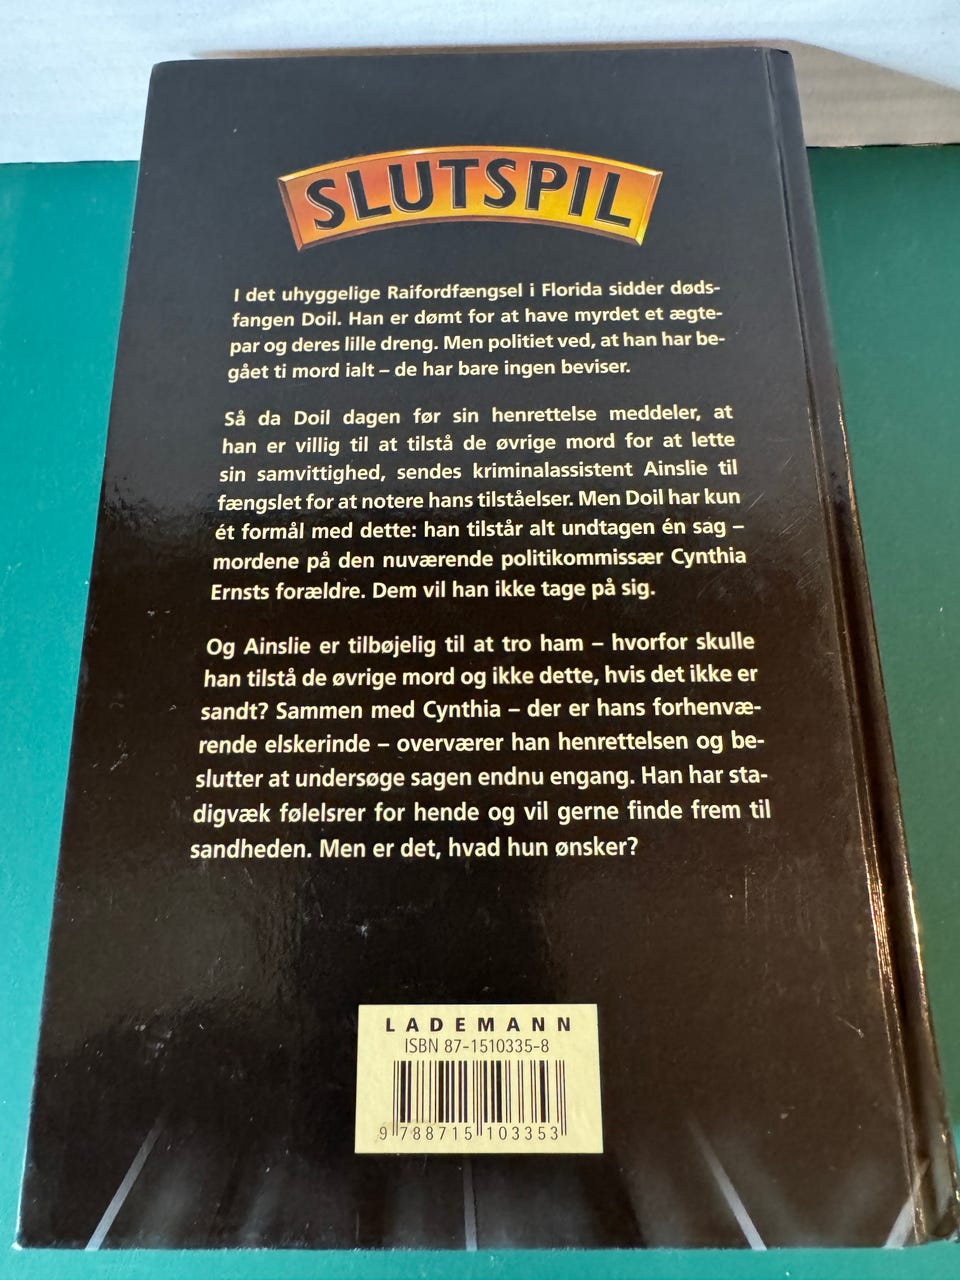 SLUTSPIL
I det uhyggelige Raifordfængsel i Florida sidder døds-
fangen Doil. Han er dømt for at have myrdet et ægte-
par og deres lille dreng. Men politiet ved, at han har be-
gået ti mord ialt – de har bare ingen beviser.
Så da Doil dagen før sin henrettelse meddeler, at
han er villig til at tilstå de øvrige mord for at lette
sin samvittighed, sendes kriminalassistent Ainslie til
fængslet for at notere hans tilståelser. Men Doil har kun
ét formål med dette: han tilstår alt undtagen én sag –
mordene på den nuværende politikommissær Cynthia
Ernsts forældre. Dem vil han ikke tage på sig.
Og Ainslie er tilbøjelig til at tro ham – hvorfor skulle
han tilstå de øvrige mord og ikke dette, hvis det ikke er
sandt? Sammen med Cynthia – der er hans forhenvæ-
rende elskerinde – overværer han henrettelsen og be-
slutter at undersøge sagen endnu engang. Han har sta-
digvæk følelsrer for hende og vil gerne finde frem til
sandheden. Men er det, hvad hun ønsker?
LADEMANN
ISBN 87-1510335-8
9 788715 103353